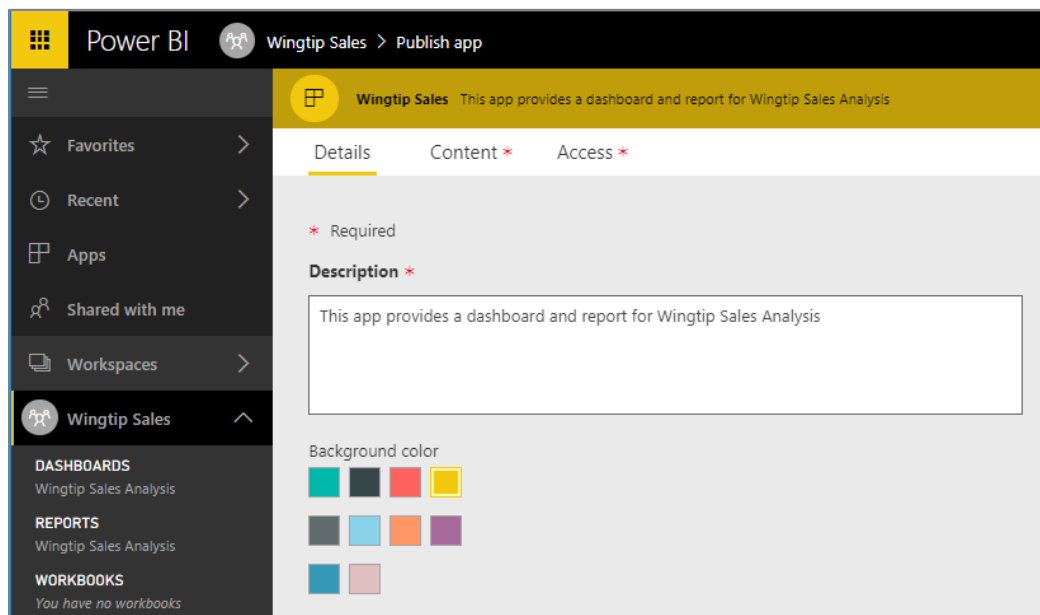 Power BI
Wingtip Sales > Publish app
Wingtip Sales This app provides a dashboard and report for Wingtip Sales Analysis
Favorites
Recent
Apps
Shared with me
Workspaces
Wingtip Sales
DASHBOARDS
Wingtip Sales Analysis
REPORTS
Wingtip Sales Analysis
WORKBOOKS
You have no workbooks
Details
Content *
Access *
* Required
Description *
This app provides a dashboard and report for Wingtip Sales Analysis
Background color